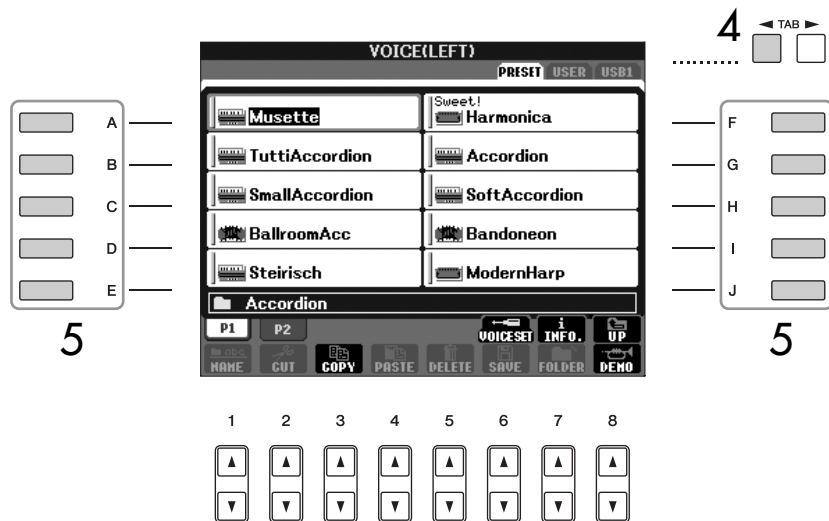 4 ◄ TAB ►
VOICE(LEFT)
PRESET USER USB1
A Musette Sweet! Harmonica F
B TuttiAccordion Accordion G
C SmallAccordion SoftAccordion H
D BallroomAcc Bandoneon I
E Steirisch ModernHarp J
Accordion
5 P1 P2 VOICESET i INFO. UP 5
abc NAME CUT COPY PASTE DELETE SAVE FOLDER DEMO
1 2 3 4 5 6 7 8